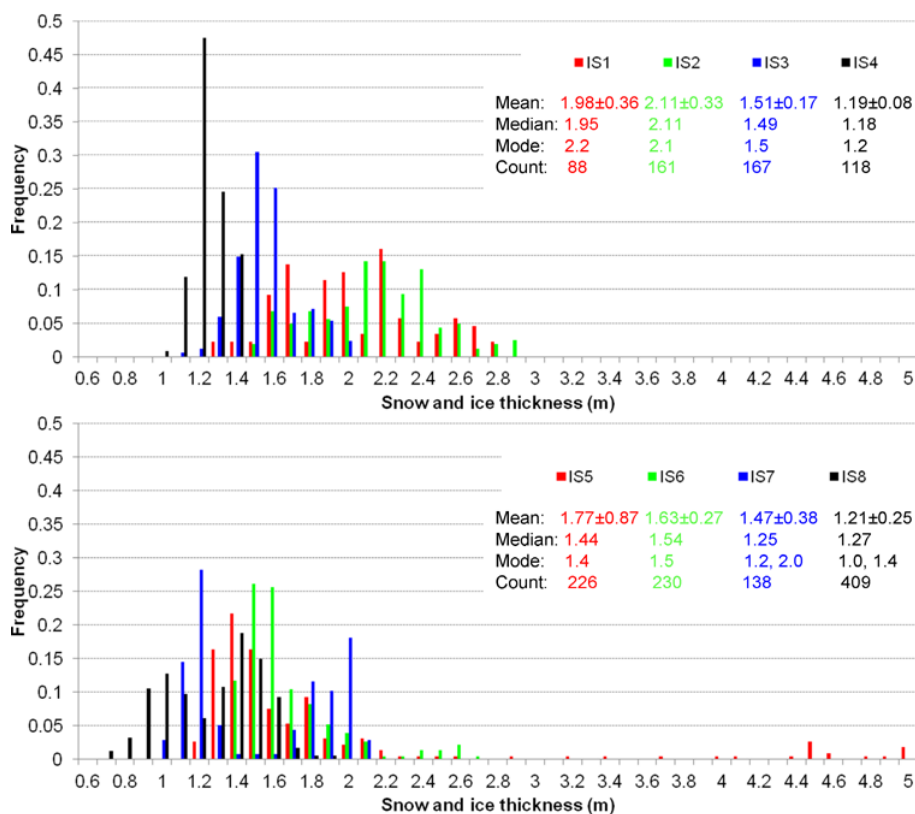 0.5
0.45
0.4
0.35
0.3
0.25
0.2
0.15
0.1
0.05
0
Frequency
IS1 IS2 IS3 IS4
Mean: 1.98±0.36 2.11±0.33 1.51±0.17 1.19±0.08
Median: 1.95 2.11 1.49 1.18
Mode: 2.2 2.1 1.5 1.2
Count: 88 161 167 118
0.6 0.8 1 1.2 1.4 1.6 1.8 2 2.2 2.4 2.6 2.8 3 3.2 3.4 3.6 3.8 4 4.2 4.4 4.6 4.8 5
Snow and ice thickness (m)
0.5
0.45
0.4
0.35
0.3
0.25
0.2
0.15
0.1
0.05
0
Frequency
IS5 IS6 IS7 IS8
Mean: 1.77±0.87 1.63±0.27 1.47±0.38 1.21±0.25
Median: 1.44 1.54 1.25 1.27
Mode: 1.4 1.5 1.2, 2.0 1.0, 1.4
Count: 226 230 138 409
0.6 0.8 1 1.2 1.4 1.6 1.8 2 2.2 2.4 2.6 2.8 3 3.2 3.4 3.6 3.8 4 4.2 4.4 4.6 4.8 5
Snow and ice thickness (m)